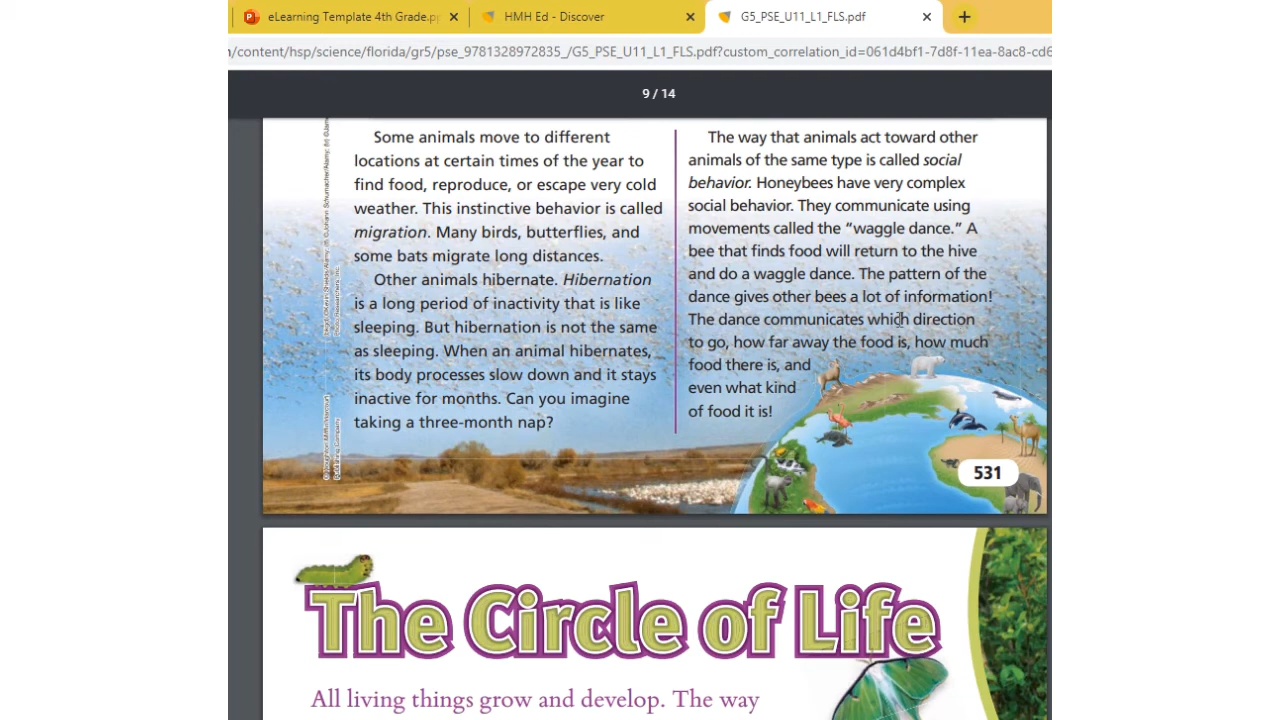 eLearning Template 4th Grade.pp
HMH Ed - Discover
G5_PSE_U11_L1_FLS.pdf
/content/hsp/science/florida/gr5/pse_9781328972835_/G5_PSE_U11_L1_FLS.pdf?custom_correlation_id=061d4bf1-7d8f-11ea-8ac8-cd6
9 / 14
Some animals move to different
locations at certain times of the year to
find food, reproduce, or escape very cold
weather. This instinctive behavior is called
migration. Many birds, butterflies, and
some bats migrate long distances.
Other animals hibernate. Hibernation
is a long period of inactivity that is like
sleeping. But hibernation is not the same
as sleeping. When an animal hibernates,
its body processes slow down and it stays
inactive for months. Can you imagine
taking a three-month nap?
The way that animals act toward other
animals of the same type is called social
behavior. Honeybees have very complex
social behavior. They communicate using
movements called the “waggle dance.” A
bee that finds food will return to the hive
and do a waggle dance. The pattern of the
dance gives other bees a lot of information!
The dance communicates which direction
to go, how far away the food is, how much
food there is, and
even what kind
of food it is!
© Houghton Mifflin Harcourt
Publishing Company
531
The Circle of Life
All living things grow and develop. The way